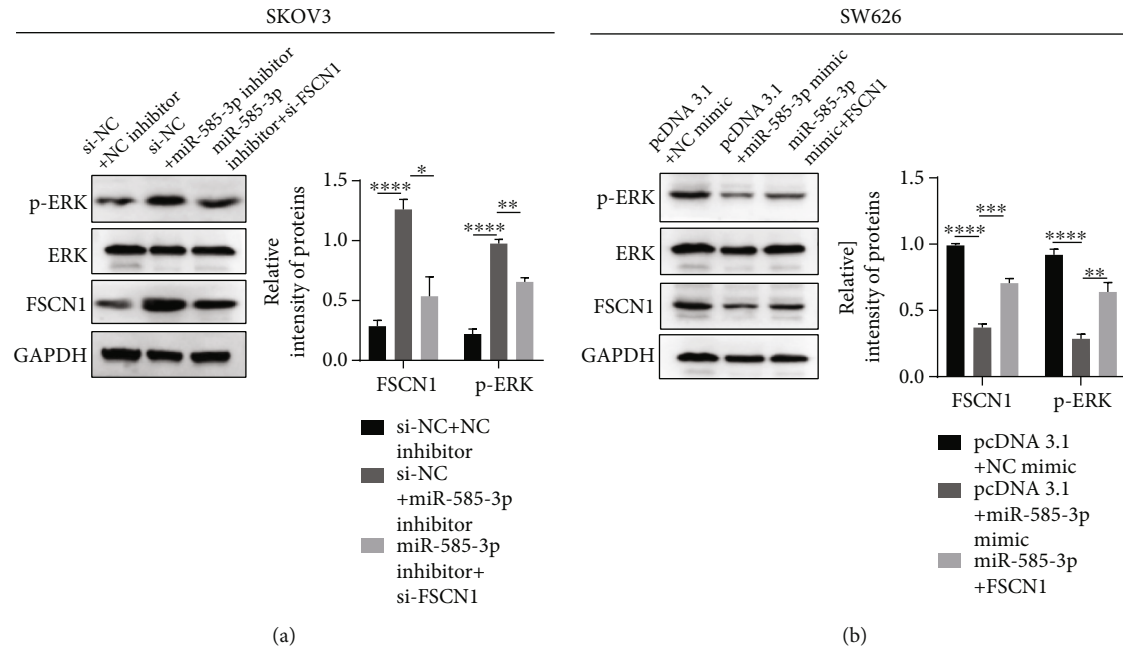 SKOV3
si-NC
+NC inhibitor
si-NC
+miR-585-3p inhibitor
miR-585-3p
inhibitor+si-FSCN1
p-ERK
ERK
FSCN1
GAPDH
Relative
intensity of proteins
1.5
1.0
0.5
0.0
****
*
****
**
FSCN1
p-ERK
si-NC+NC
inhibitor
si-NC
+miR-585-3p
inhibitor
miR-585-3p
inhibitor+
si-FSCN1
(a)
SW626
pcDNA 3.1
+NC mimic
pcDNA 3.1
+miR-585-3p mimic
miR-585-3p
mimic+FSCN1
p-ERK
ERK
FSCN1
GAPDH
Relative]
intensity of proteins
1.5
1.0
0.5
0.0
****
***
****
**
FSCN1
p-ERK
pcDNA 3.1
+NC mimic
pcDNA 3.1
+miR-585-3p
mimic
miR-585-3p
+FSCN1
(b)